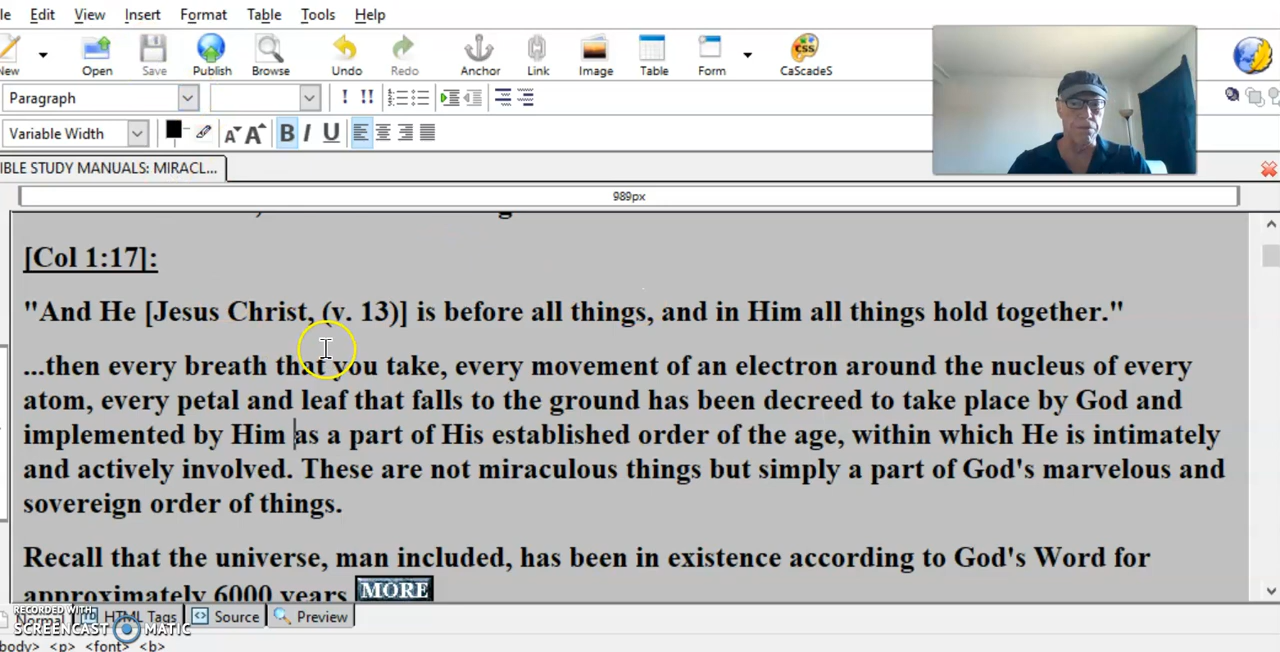 le Edit View Insert Format Table Tools Help
New Open Save Publish Browse Undo Redo Anchor Link Image Table Form CaScadeS
Paragraph ! !!
Variable Width A A B I U
IBLE STUDY MANUALS: MIRACL...
989px
[Col 1:17]:
"And He [Jesus Christ, (v. 13)] is before all things, and in Him all things hold together."
...then every breath that you take, every movement of an electron around the nucleus of every
atom, every petal and leaf that falls to the ground has been decreed to take place by God and
implemented by Him as a part of His established order of the age, within which He is intimately
and actively involved. These are not miraculous things but simply a part of God's marvelous and
sovereign order of things.
Recall that the universe, man included, has been in existence according to God's Word for
approximately 6000 years MORE
Normal HTML Tags Source Preview
RECORDED WITH
SCREENCAST MATIC
body> <p> <font> <b>